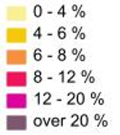 0 - 4 %
4 - 6 %
6 - 8 %
8 - 12 %
12 - 20 %
over 20 %